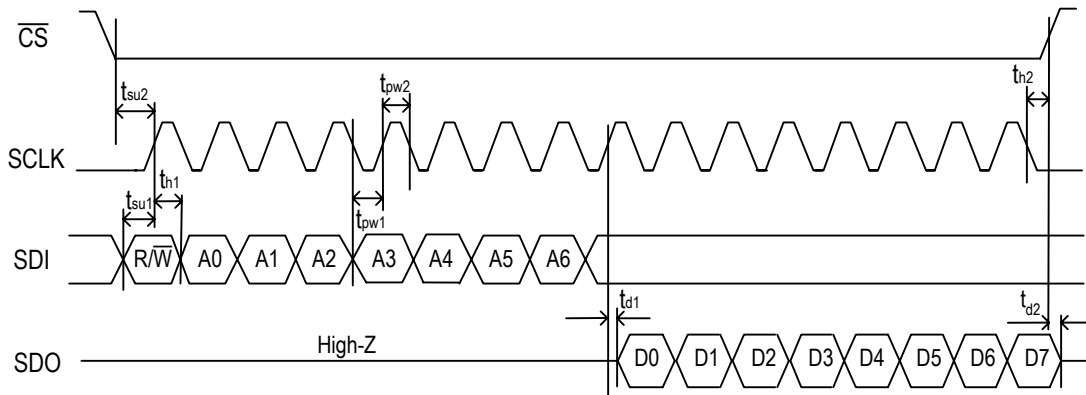 CS
tsu2
tpw2
th2
SCLK
tsu1
th1
tpw1
SDI
R/W A0 A1 A2 A3 A4 A5 A6
td1
td2
SDO
High-Z
D0 D1 D2 D3 D4 D5 D6 D7